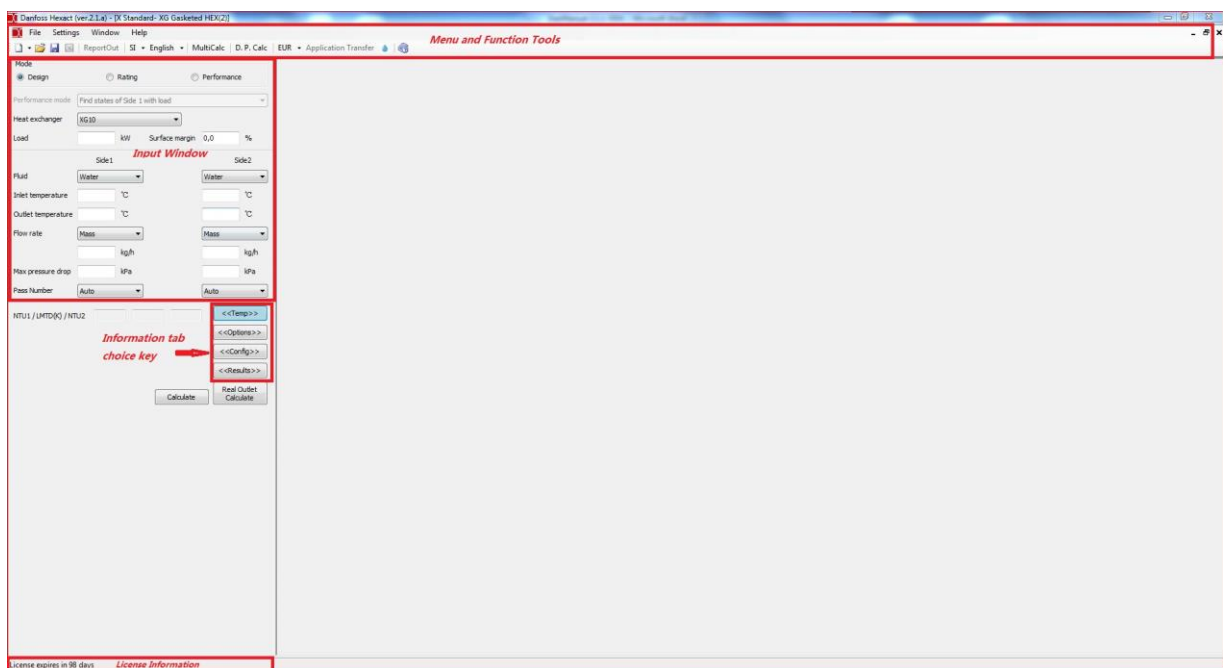 Danfoss Hexact (ver.2.1.a) - [X Standard- XG Gasketed HEX(2)]
File Settings Window Help
Menu and Function Tools
ReportOut SI English MultiCalc D. P. Calc EUR Application Transfer
Mode
Design Rating Performance
Performance mode Find states of Side 1 with load
Heat exchanger XG10
Load kW Surface margin 0,0 %
Input Window
Side1 Side2
Fluid Water Water
Inlet temperature °C °C
Outlet temperature °C °C
Flow rate Mass Mass
kg/h kg/h
Max pressure drop kPa kPa
Pass Number Auto Auto
NTU1 / LMTD(K) / NTU2 <<Temp>>
<<Options>>
Information tab
choice key
<<Config>>
<<Results>>
Calculate Real Outlet
Calculate
License expires in 98 days License Information